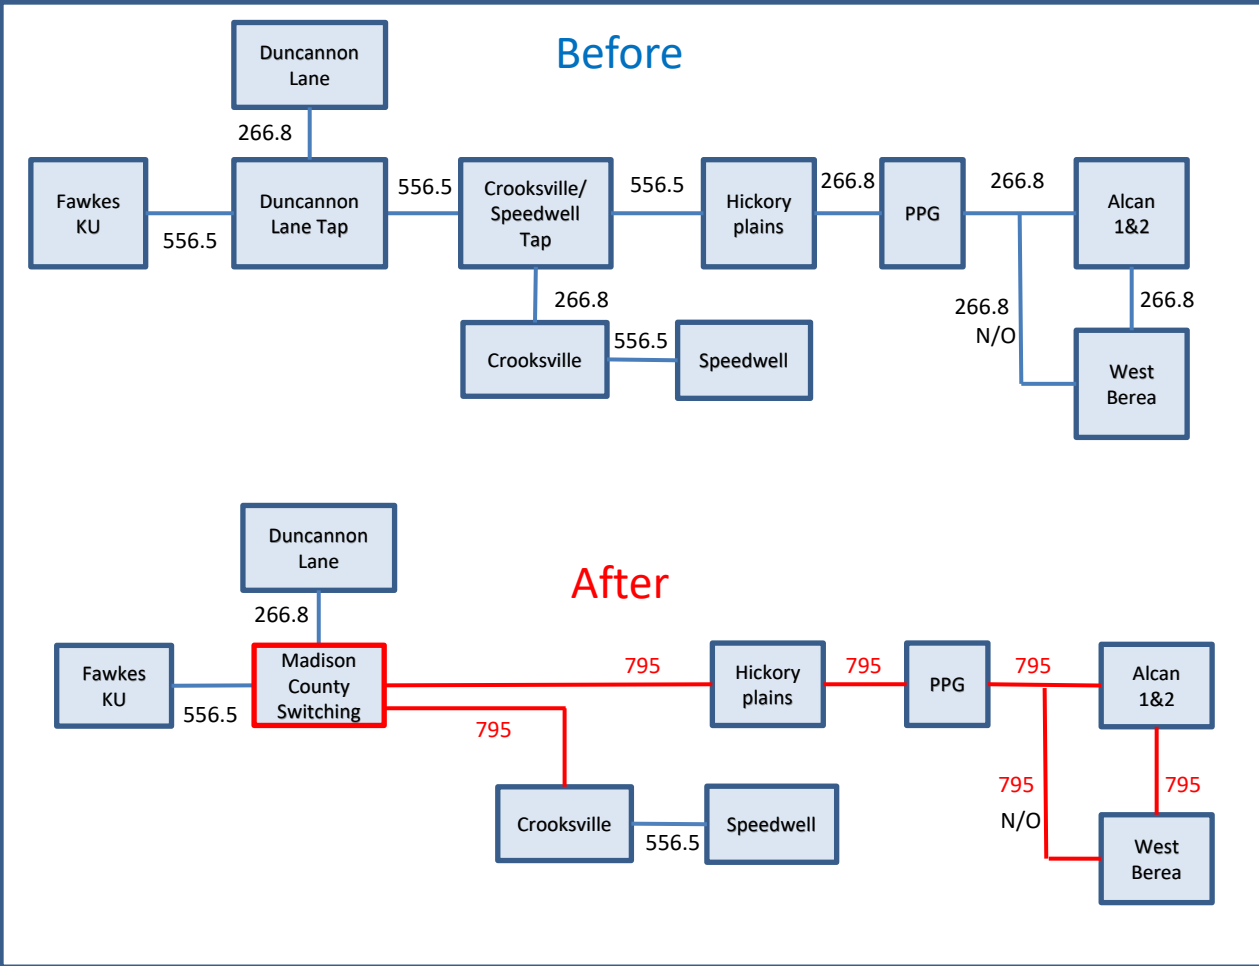 Before
Duncannon
Lane
266.8
Fawkes
KU
556.5
Duncannon
Lane Tap
556.5
Crooksville/
Speedwell
Tap
556.5
Hickory
plains
266.8
PPG
266.8
Alcan
1&2
266.8
Crooksville
556.5
Speedwell
266.8
N/O
266.8
West
Berea
After
Duncannon
Lane
266.8
Fawkes
KU
556.5
Madison
County
Switching
795
Hickory
plains
795
PPG
795
Alcan
1&2
795
Crooksville
556.5
Speedwell
795
N/O
795
West
Berea